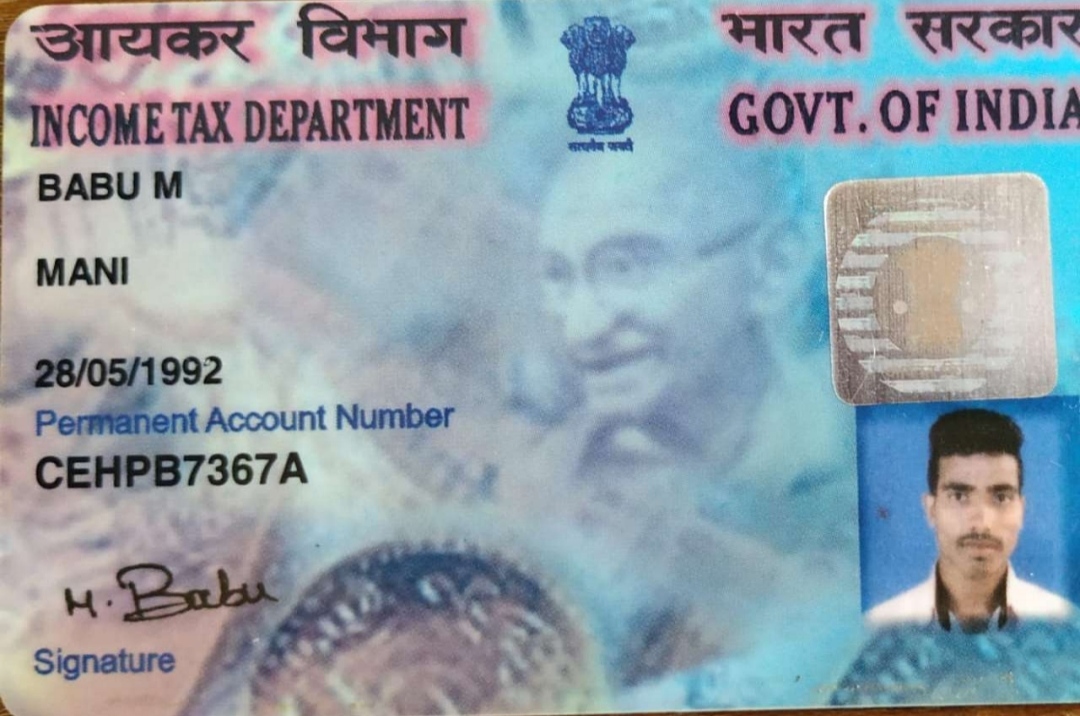 आयकर विभाग
भारत सरकार
INCOME TAX DEPARTMENT
GOVT. OF INDIA
सत्यमेव जयते
BABU M
MANI
28/05/1992
Permanent Account Number
CEHPB7367A
M. Babu
Signature